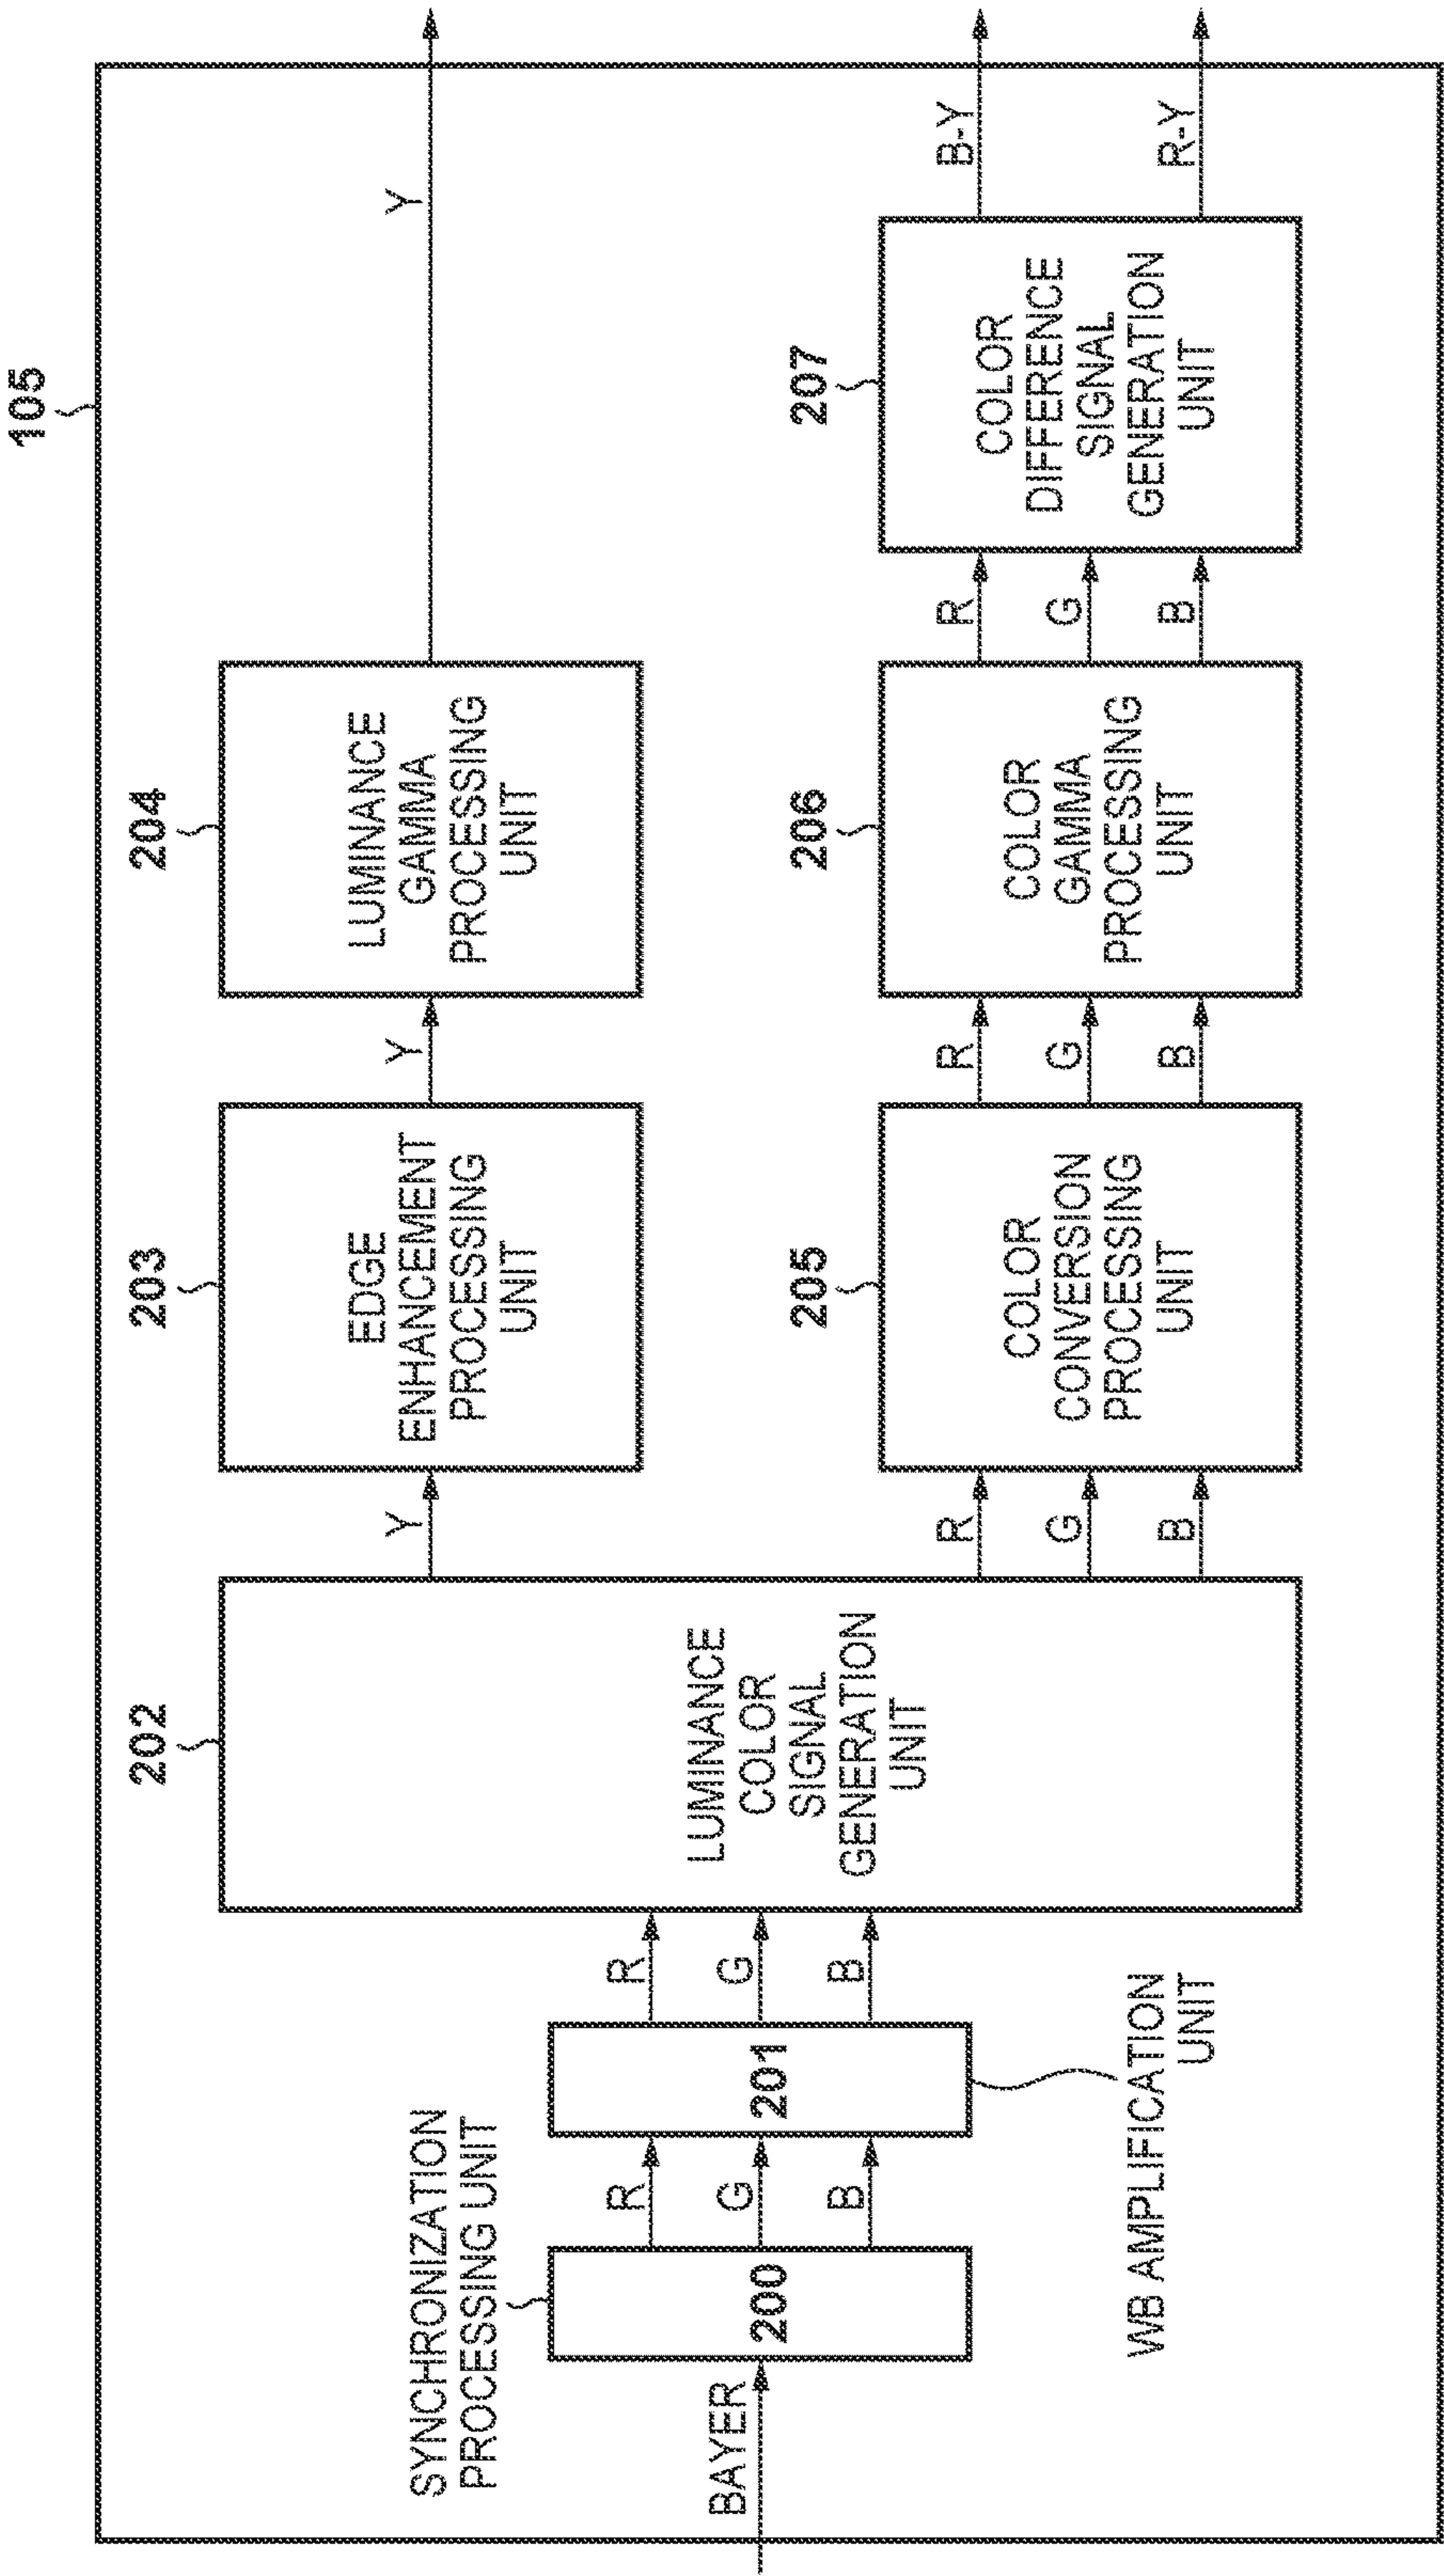 105
SYNCHRONIZATION
PROCESSING UNIT
BAYER
200
R
G
B
201
WB AMPLIFICATION
UNIT
R
G
B
202
LUMINANCE
COLOR
SIGNAL
GENERATION
UNIT
Y
203
EDGE
ENHANCEMENT
PROCESSING
UNIT
Y
204
LUMINANCE
GAMMA
PROCESSING
UNIT
Y
R
G
B
205
COLOR
CONVERSION
PROCESSING
UNIT
R
G
B
206
COLOR
GAMMA
PROCESSING
UNIT
R
G
B
207
COLOR
DIFFERENCE
SIGNAL
GENERATION
UNIT
B-Y
R-Y